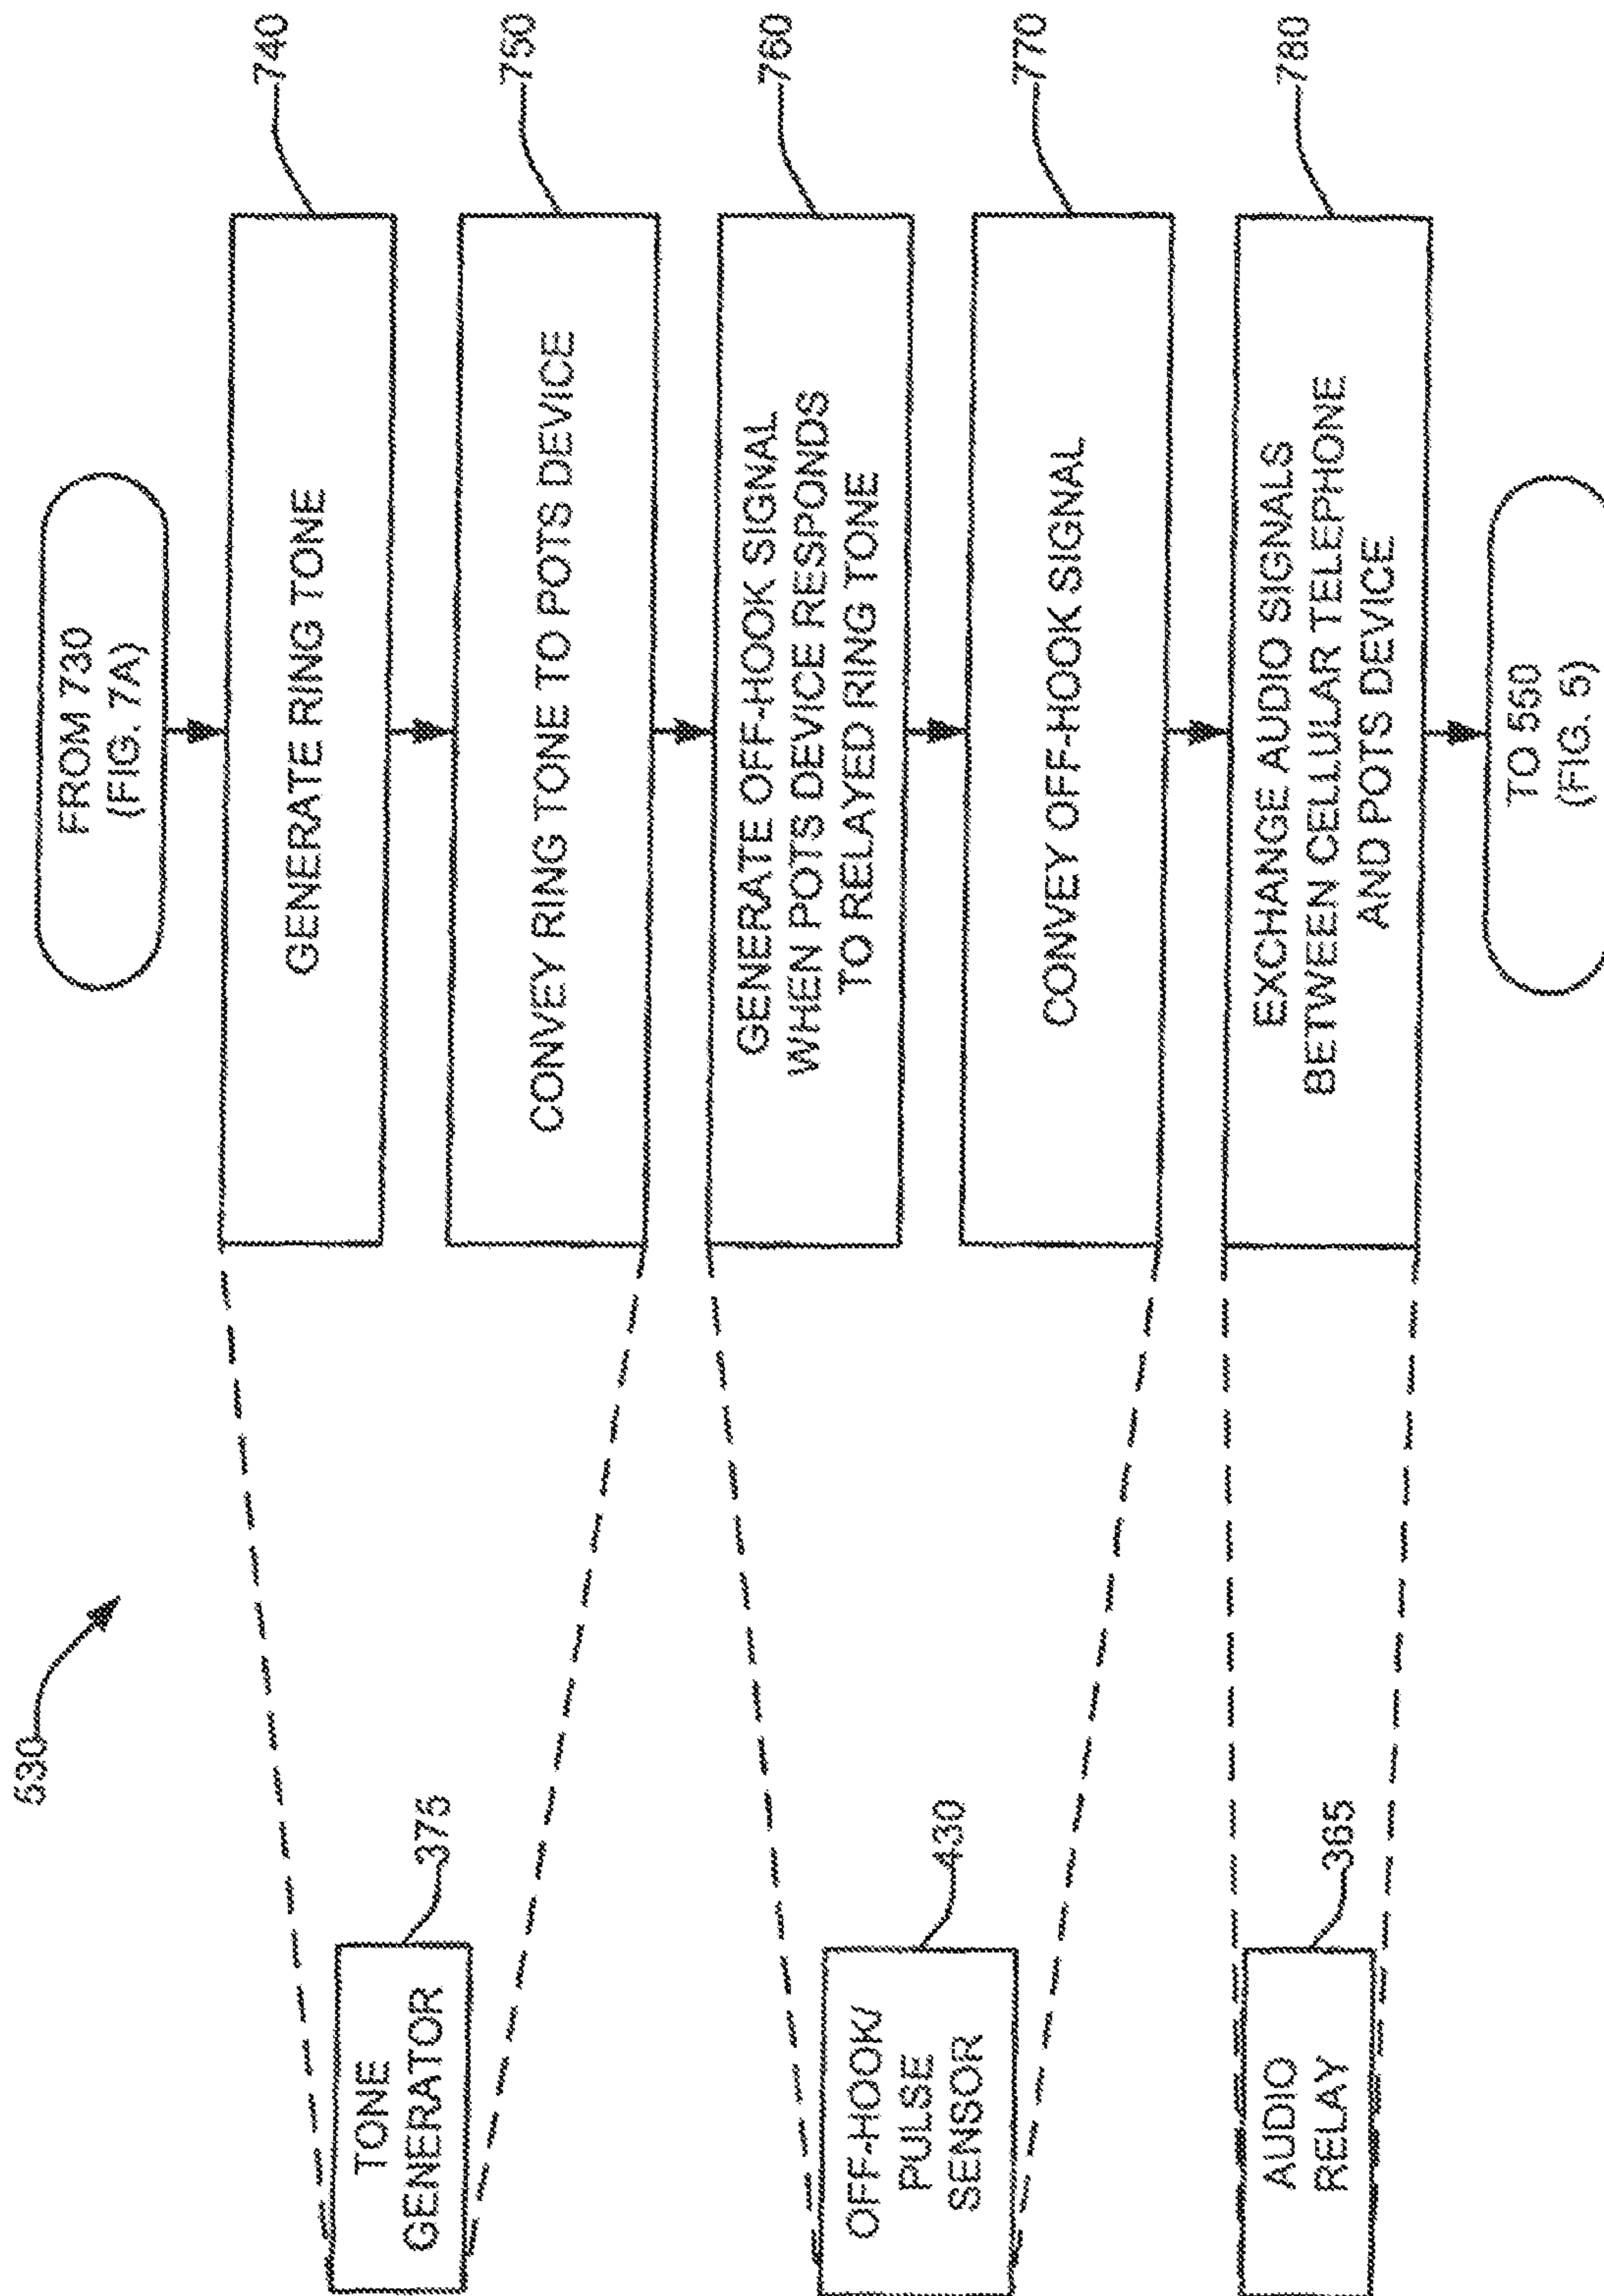 530
FROM 730
(FIG. 7A)
TONE
GENERATOR
375
GENERATE RING TONE
740
CONVEY RING TONE TO POTS DEVICE
750
OFF-HOOK/
PULSE
SENSOR
430
GENERATE OFF-HOOK SIGNAL
WHEN POTS DEVICE RESPONDS
TO RELAYED RING TONE
760
CONVEY OFF-HOOK SIGNAL
770
AUDIO
RELAY
365
EXCHANGE AUDIO SIGNALS
BETWEEN CELLULAR TELEPHONE
AND POTS DEVICE
780
TO 550
(FIG. 5)